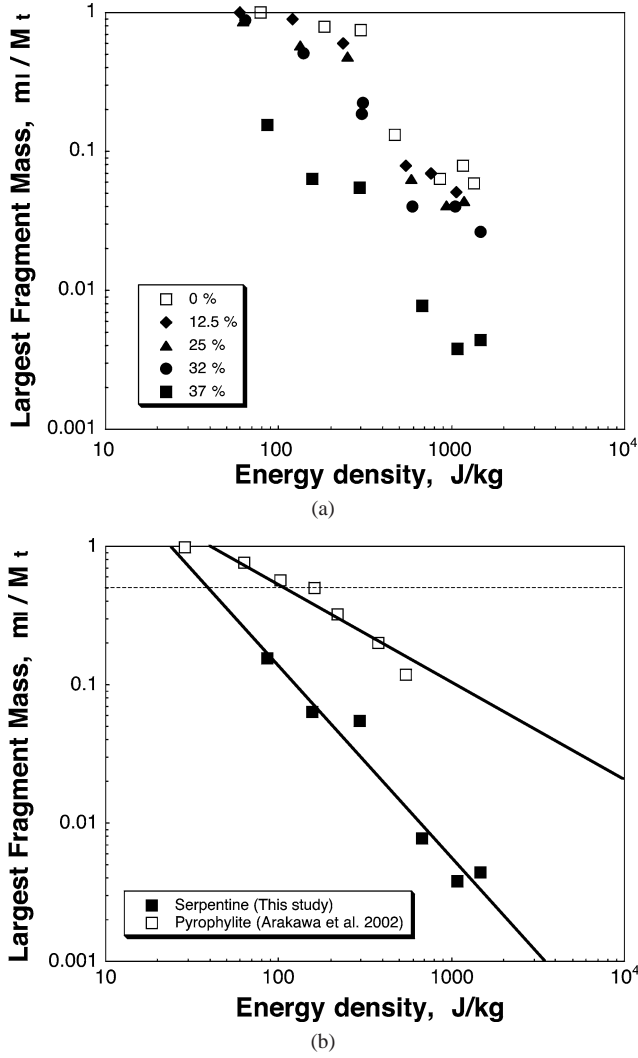 1
0.1
0.01
0.001
Largest Fragment Mass, ml / M t
0 %
12.5 %
25 %
32 %
37 %
10
100
1000
10⁴
Energy density, J/kg
(a)
1
0.1
0.01
0.001
Largest Fragment Mass, ml / M t
Serpentine (This study)
Pyrophylite (Arakawa et al. 2002)
10
100
1000
10⁴
Energy density, J/kg
(b)